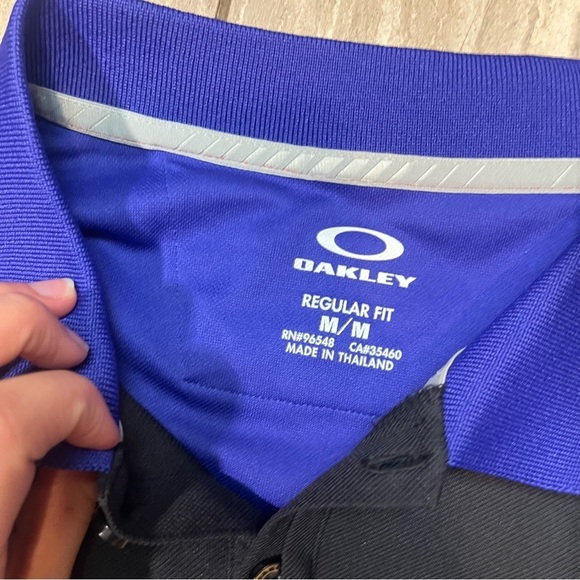 OAKLEY
REGULAR FIT
M/M
RN#96548 CA#35460
MADE IN THAILAND